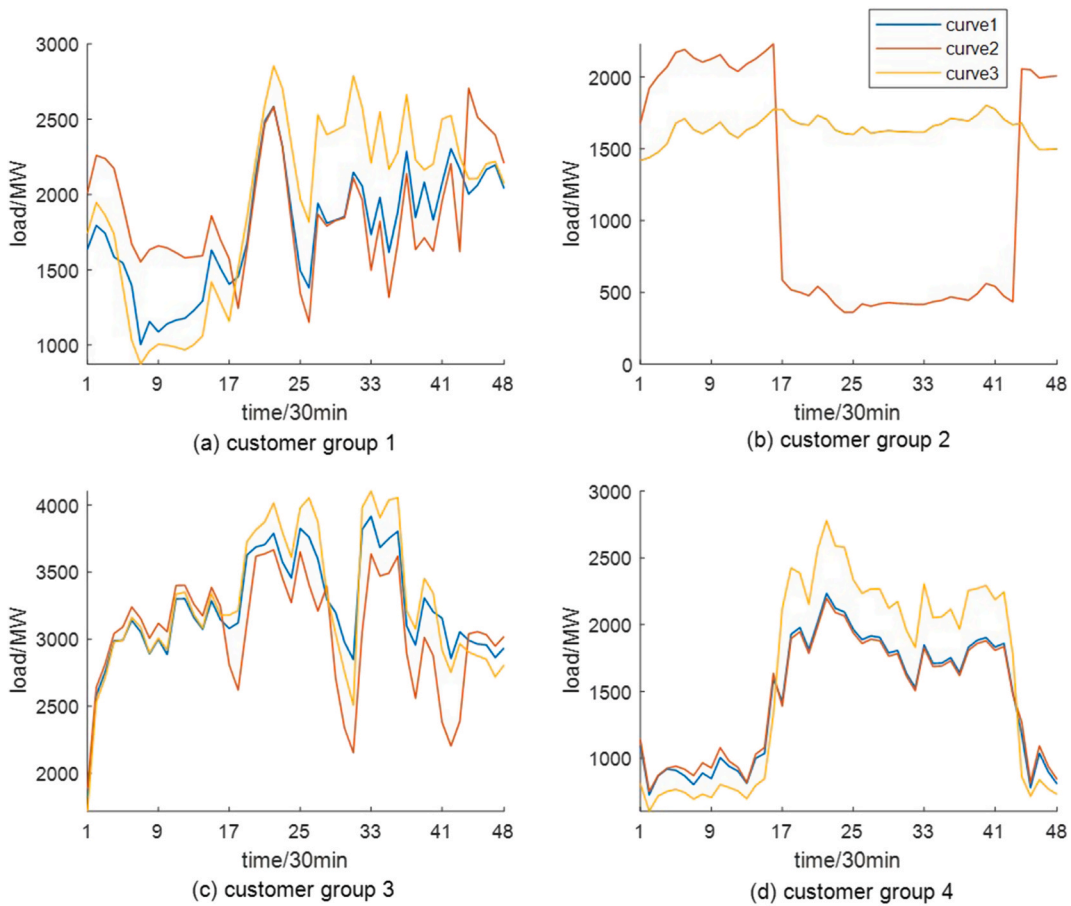 3000
2500
2000
1500
1000
load/MW
1 9 17 25 33 41 48
time/30min
(a) customer group 1
curve1
curve2
curve3
2000
1500
1000
500
0
load/MW
1 9 17 25 33 41 48
time/30min
(b) customer group 2
4000
3500
3000
2500
2000
load/MW
1 9 17 25 33 41 48
time/30min
(c) customer group 3
3000
2500
2000
1500
1000
load/MW
1 9 17 25 33 41 48
time/30min
(d) customer group 4